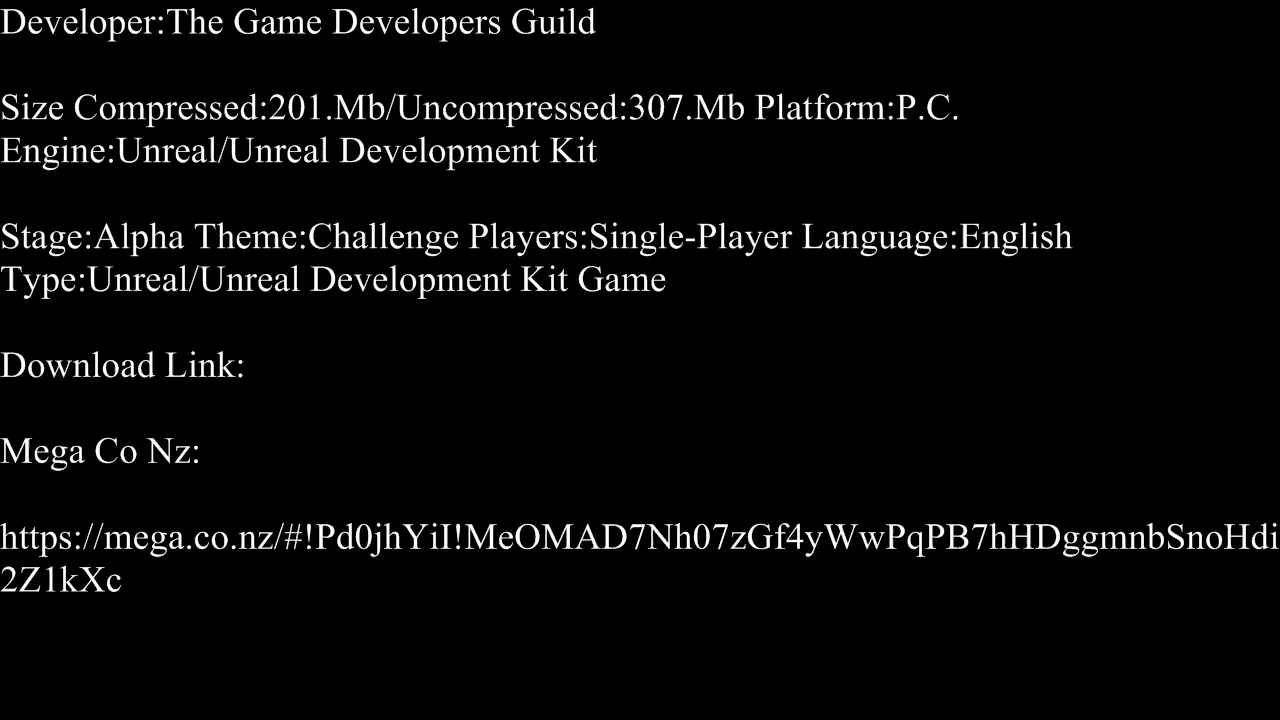 Developer:The Game Developers Guild
Size Compressed:201.Mb/Uncompressed:307.Mb Platform:P.C.
Engine:Unreal/Unreal Development Kit
Stage:Alpha Theme:Challenge Players:Single-Player Language:English
Type:Unreal/Unreal Development Kit Game
Download Link:
Mega Co Nz:
https://mega.co.nz/#!Pd0jhYiI!MeOMAD7Nh07zGf4yWwPqPB7hHDggmnbSnoHdi
2Z1kXc